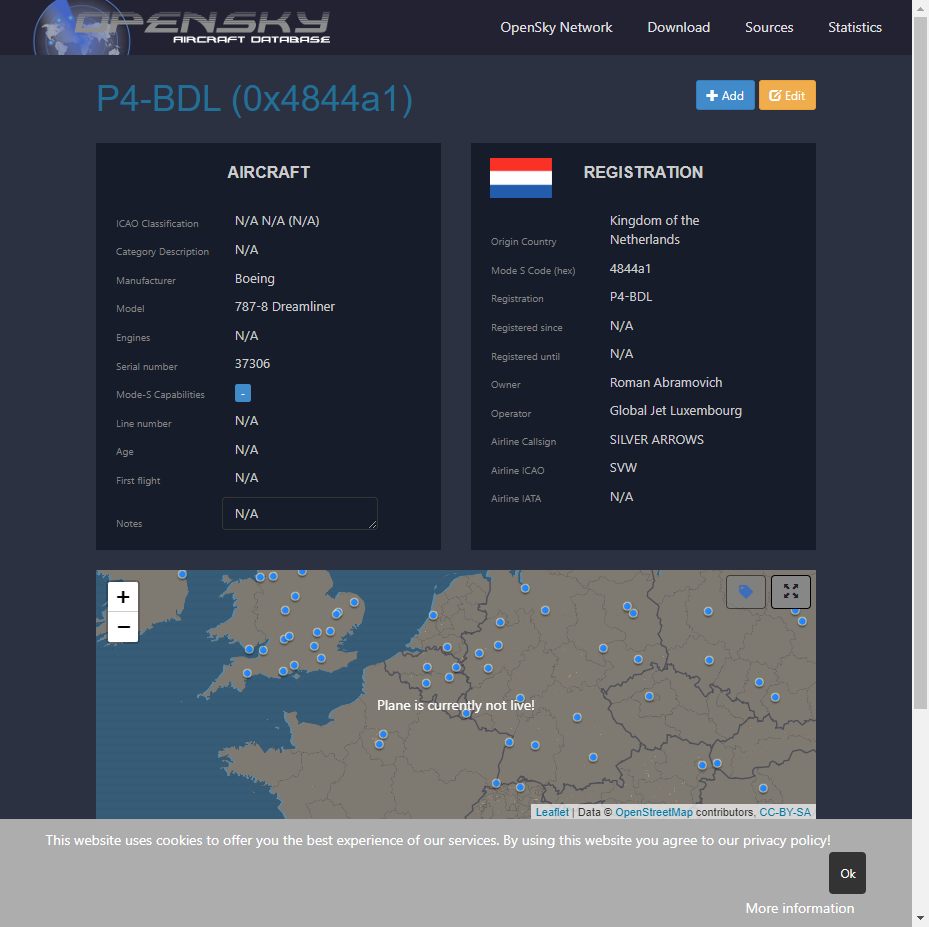 OPENSKY
AIRCRAFT DATABASE
OpenSky Network Download Sources Statistics
P4-BDL (0x4844a1)
Add Edit
AIRCRAFT
ICAO Classification N/A N/A (N/A)
Category Description N/A
Manufacturer Boeing
Model 787-8 Dreamliner
Engines N/A
Serial number 37306
Mode-S Capabilities -
Line number N/A
Age N/A
First flight N/A
Notes N/A
REGISTRATION
Origin Country Kingdom of the
Netherlands
Mode S Code (hex) 4844a1
Registration P4-BDL
Registered since N/A
Registered until N/A
Owner Roman Abramovich
Operator Global Jet Luxembourg
Airline Callsign SILVER ARROWS
Airline ICAO SVW
Airline IATA N/A
+
−
Plane is currently not live!
Leaflet | Data © OpenStreetMap contributors, CC-BY-SA
This website uses cookies to offer you the best experience of our services. By using this website you agree to our privacy policy!
Ok
More information